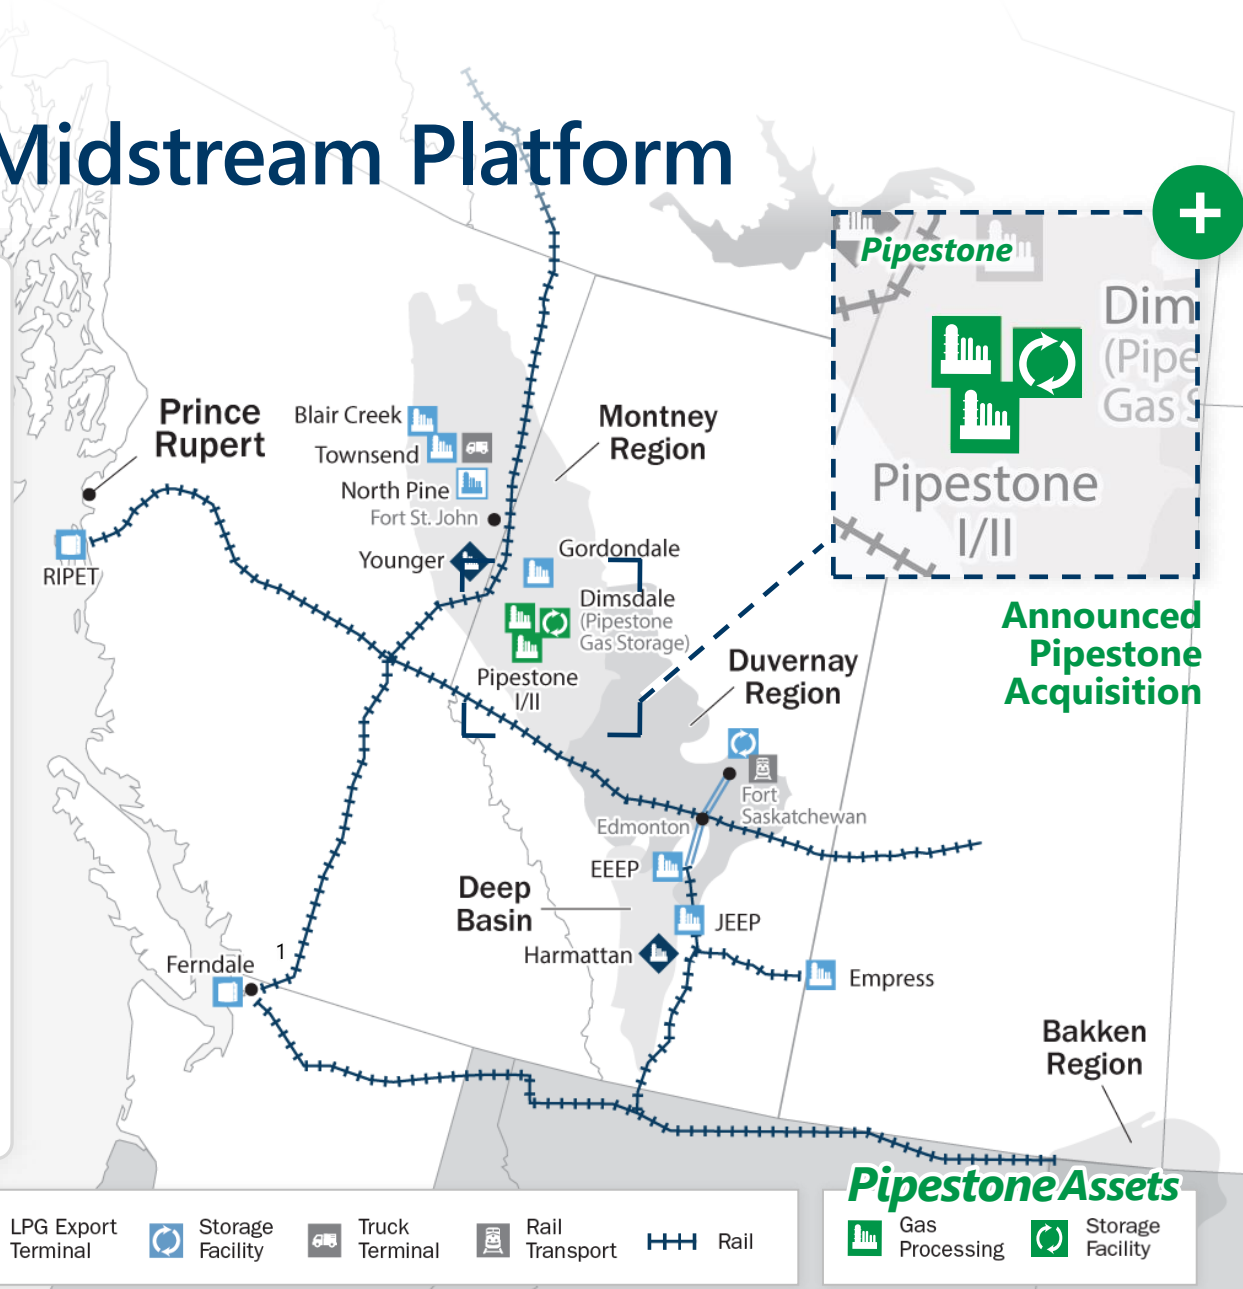 Midstream Platform
Pipestone
Dim
(Pipe
Gas S
Pipestone
I/II
Announced
Pipestone
Acquisition
Prince
Rupert
RIPET
Blair Creek
Townsend
North Pine
Fort St. John
Younger
Montney
Region
Gordondale
Dimsdale
(Pipestone
Gas Storage)
Pipestone
I/II
Duvernay
Region
Fort
Saskatchewan
Edmonton
EEEP
Deep
Basin
JEEP
Harmattan
Empress
Ferndale
1
Bakken
Region
LPG Export
Terminal
Storage
Facility
Truck
Terminal
Rail
Transport
Rail
Pipestone Assets
Gas
Processing
Storage
Facility